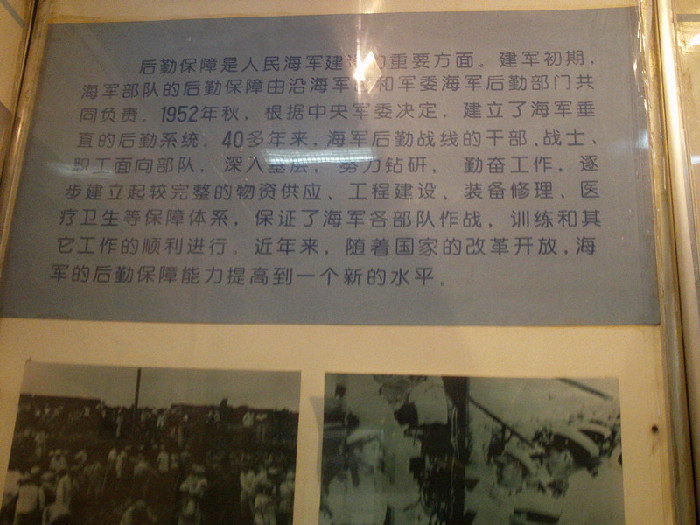 后勤保障是人民海军建 的重要方面。建军初期,
海军部队的后勤保障由沿海军 和军委海军后勤部门共
同负责。1952年秋,根据中央军委决定,建立了海军垂
直的后勤系统。40多年来,海军后勤战线的干部、战士、
职工面向部队,深入基层,努力钻研,勤奋工作,逐
步建立起较完整的物资供应、工程建设、装备修理、医
疗卫生等保障体系,保证了海军各部队作战,训练和其
它工作的顺利进行。近年来,随着国家的改革开放,海
军的后勤保障能力提高到一个新的水平。